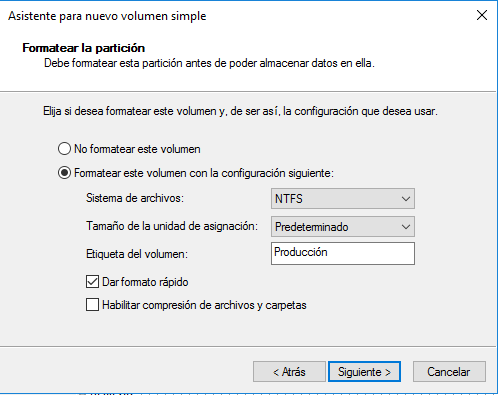 Asistente para nuevo volumen simple
Formatear la partición
Debe formatear esta partición antes de poder almacenar datos en ella.
Elija si desea formatear este volumen y, de ser así, la configuración que desea usar.
No formatear este volumen
Formatear este volumen con la configuración siguiente:
Sistema de archivos: NTFS
Tamaño de la unidad de asignación: Predeterminado
Etiqueta del volumen: Producción
Dar formato rápido
Habilitar compresión de archivos y carpetas
< Atrás Siguiente > Cancelar